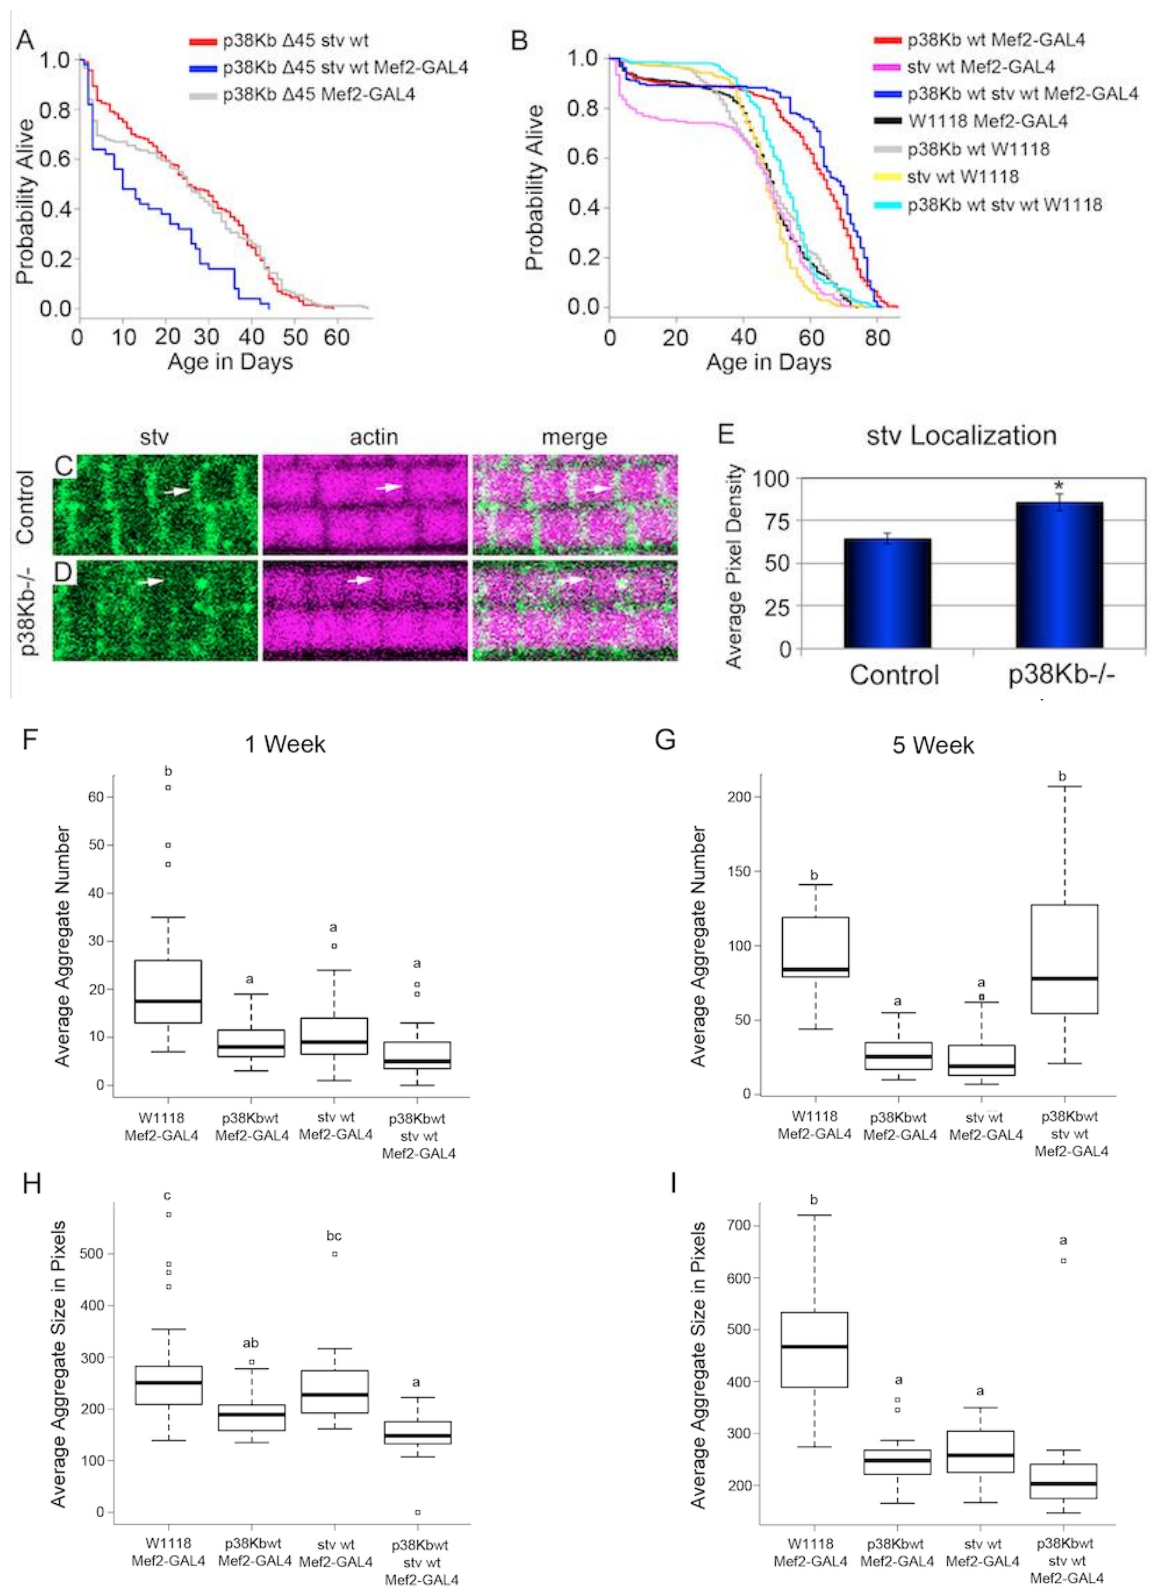 A
p38Kb Δ45 stv wt
p38Kb Δ45 stv wt Mef2-GAL4
p38Kb Δ45 Mef2-GAL4
1.0
0.8
0.6
0.4
0.2
0.0
Probability Alive
0 10 20 30 40 50 60
Age in Days
B
p38Kb wt Mef2-GAL4
stv wt Mef2-GAL4
p38Kb wt stv wt Mef2-GAL4
W1118 Mef2-GAL4
p38Kb wt W1118
stv wt W1118
p38Kb wt stv wt W1118
1.0
0.8
0.6
0.4
0.2
0.0
Probability Alive
0 20 40 60 80
Age in Days
stv actin merge
C
Control
D
p38Kb-/-
E
stv Localization
Average Pixel Density
100
75
50
25
0
*
Control p38Kb-/-
F
1 Week
Average Aggregate Number
60
50
40
30
20
10
0
b a a a
W1118 p38Kbwt stv wt p38Kbwt
Mef2-GAL4 Mef2-GAL4 Mef2-GAL4 stv wt
Mef2-GAL4
G
5 Week
Average Aggregate Number
200
150
100
50
0
b a a b
W1118 p38Kbwt stv wt p38Kbwt
Mef2-GAL4 Mef2-GAL4 Mef2-GAL4 stv wt
Mef2-GAL4
H
Average Aggregate Size in Pixels
500
400
300
200
100
0
c ab bc a
W1118 p38Kbwt stv wt p38Kbwt
Mef2-GAL4 Mef2-GAL4 Mef2-GAL4 stv wt
Mef2-GAL4
I
Average Aggregate Size in Pixels
700
600
500
400
300
200
b a a a
W1118 p38Kbwt stv wt p38Kbwt
Mef2-GAL4 Mef2-GAL4 Mef2-GAL4 stv wt
Mef2-GAL4